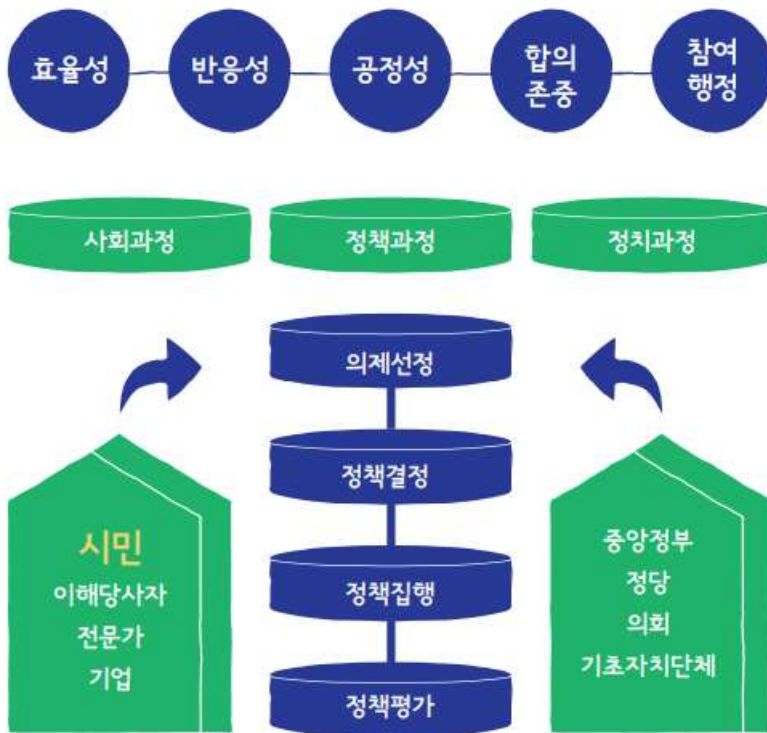 효율성
반응성
공정성
합의
존중
참여
행정
사회과정
정책과정
정치과정
의제선정
정책결정
정책집행
정책평가
시민
이해당사자
전문가
기업
중앙정부
정당
의회
기초자치단체